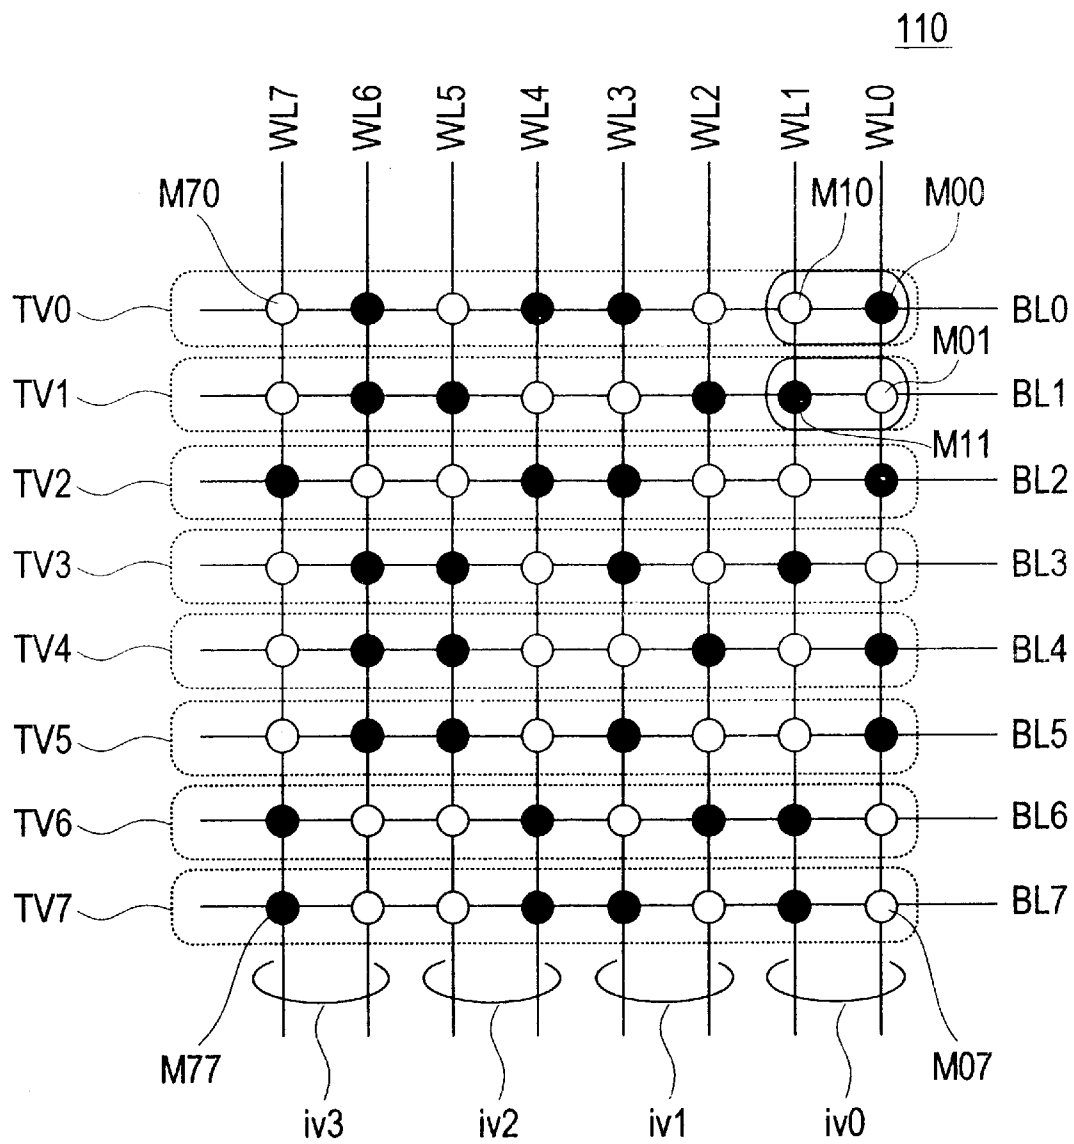 110
WL7 WL6 WL5 WL4 WL3 WL2 WL1 WL0
M70 M10 M00
TV0 BL0
M01
TV1 BL1
M11
TV2 BL2
TV3 BL3
TV4 BL4
TV5 BL5
TV6 BL6
TV7 BL7
M77 M07
iv3 iv2 iv1 iv0